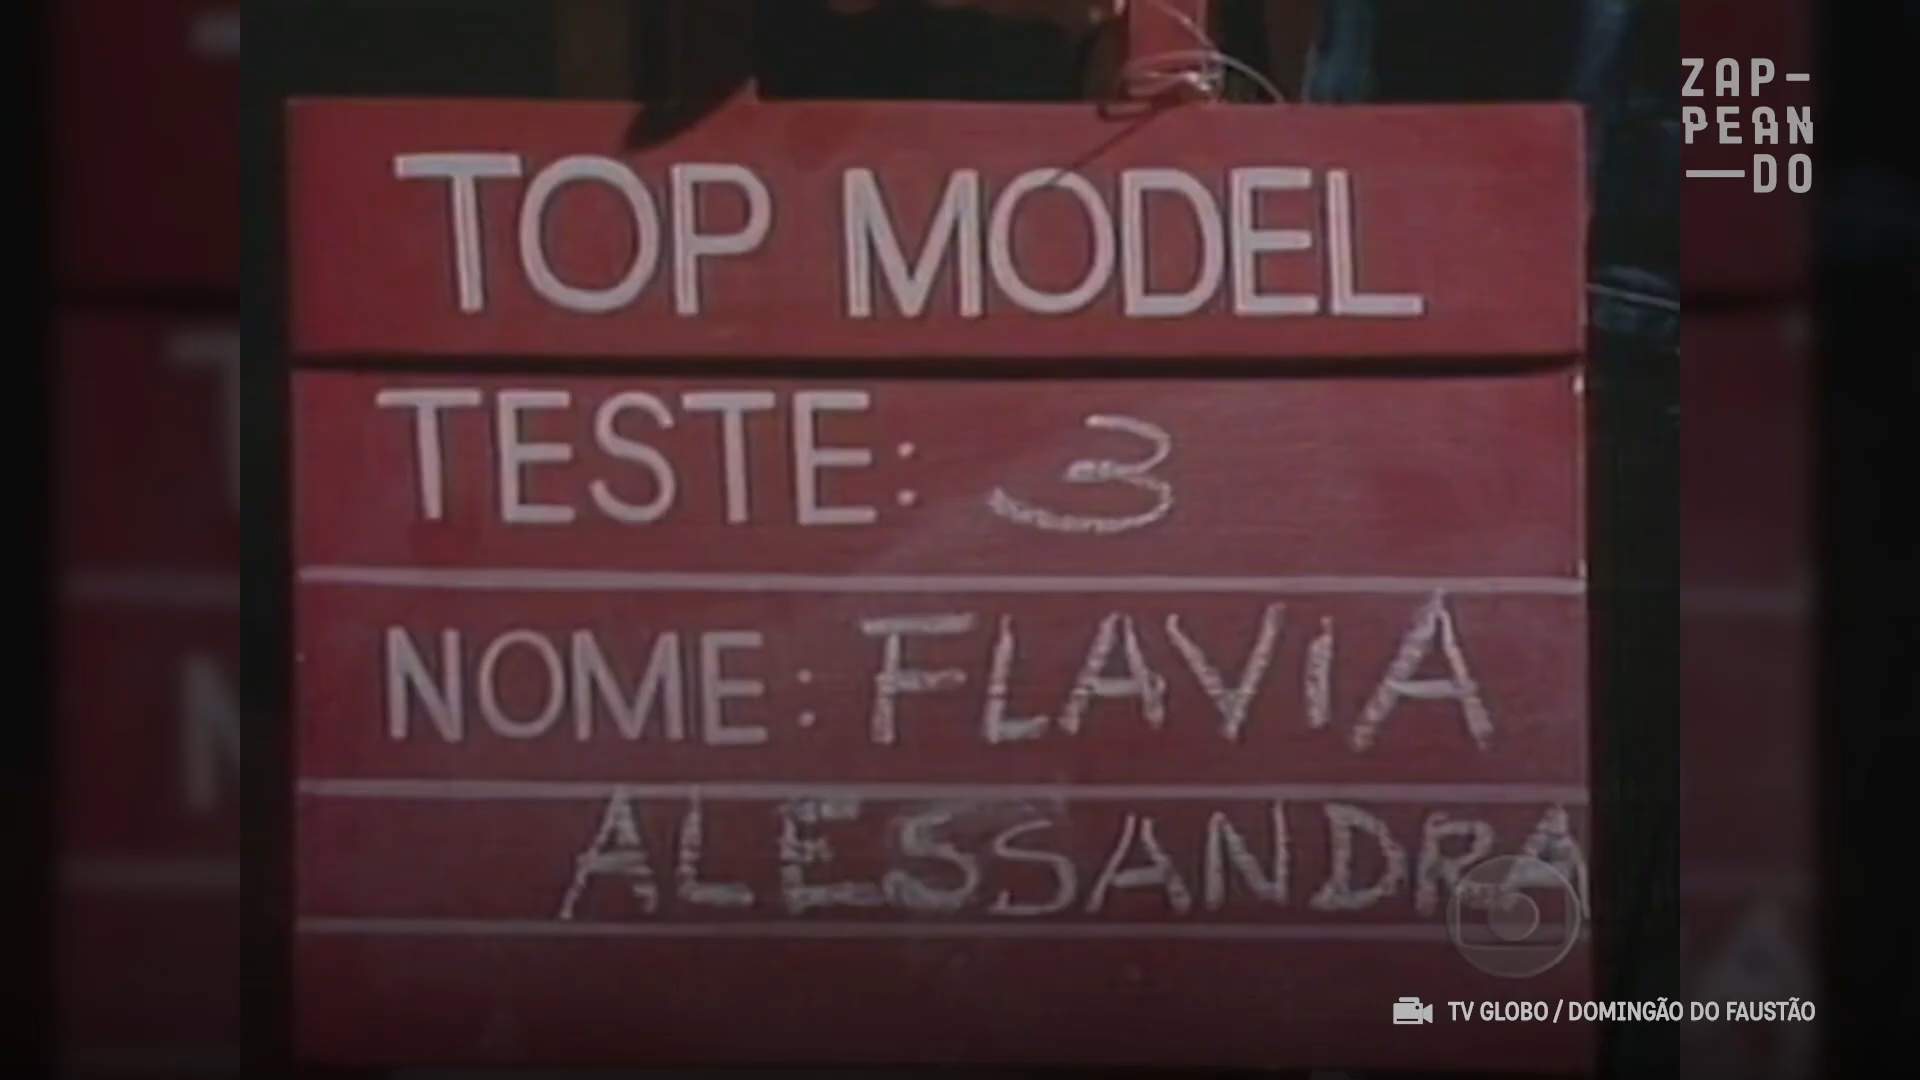 ZAP-
PEAN
—DO
TOP MODEL
TESTE: 3
NOME: FLAVIA
ALESSANDRA
TV GLOBO / DOMINGÃO DO FAUSTÃO